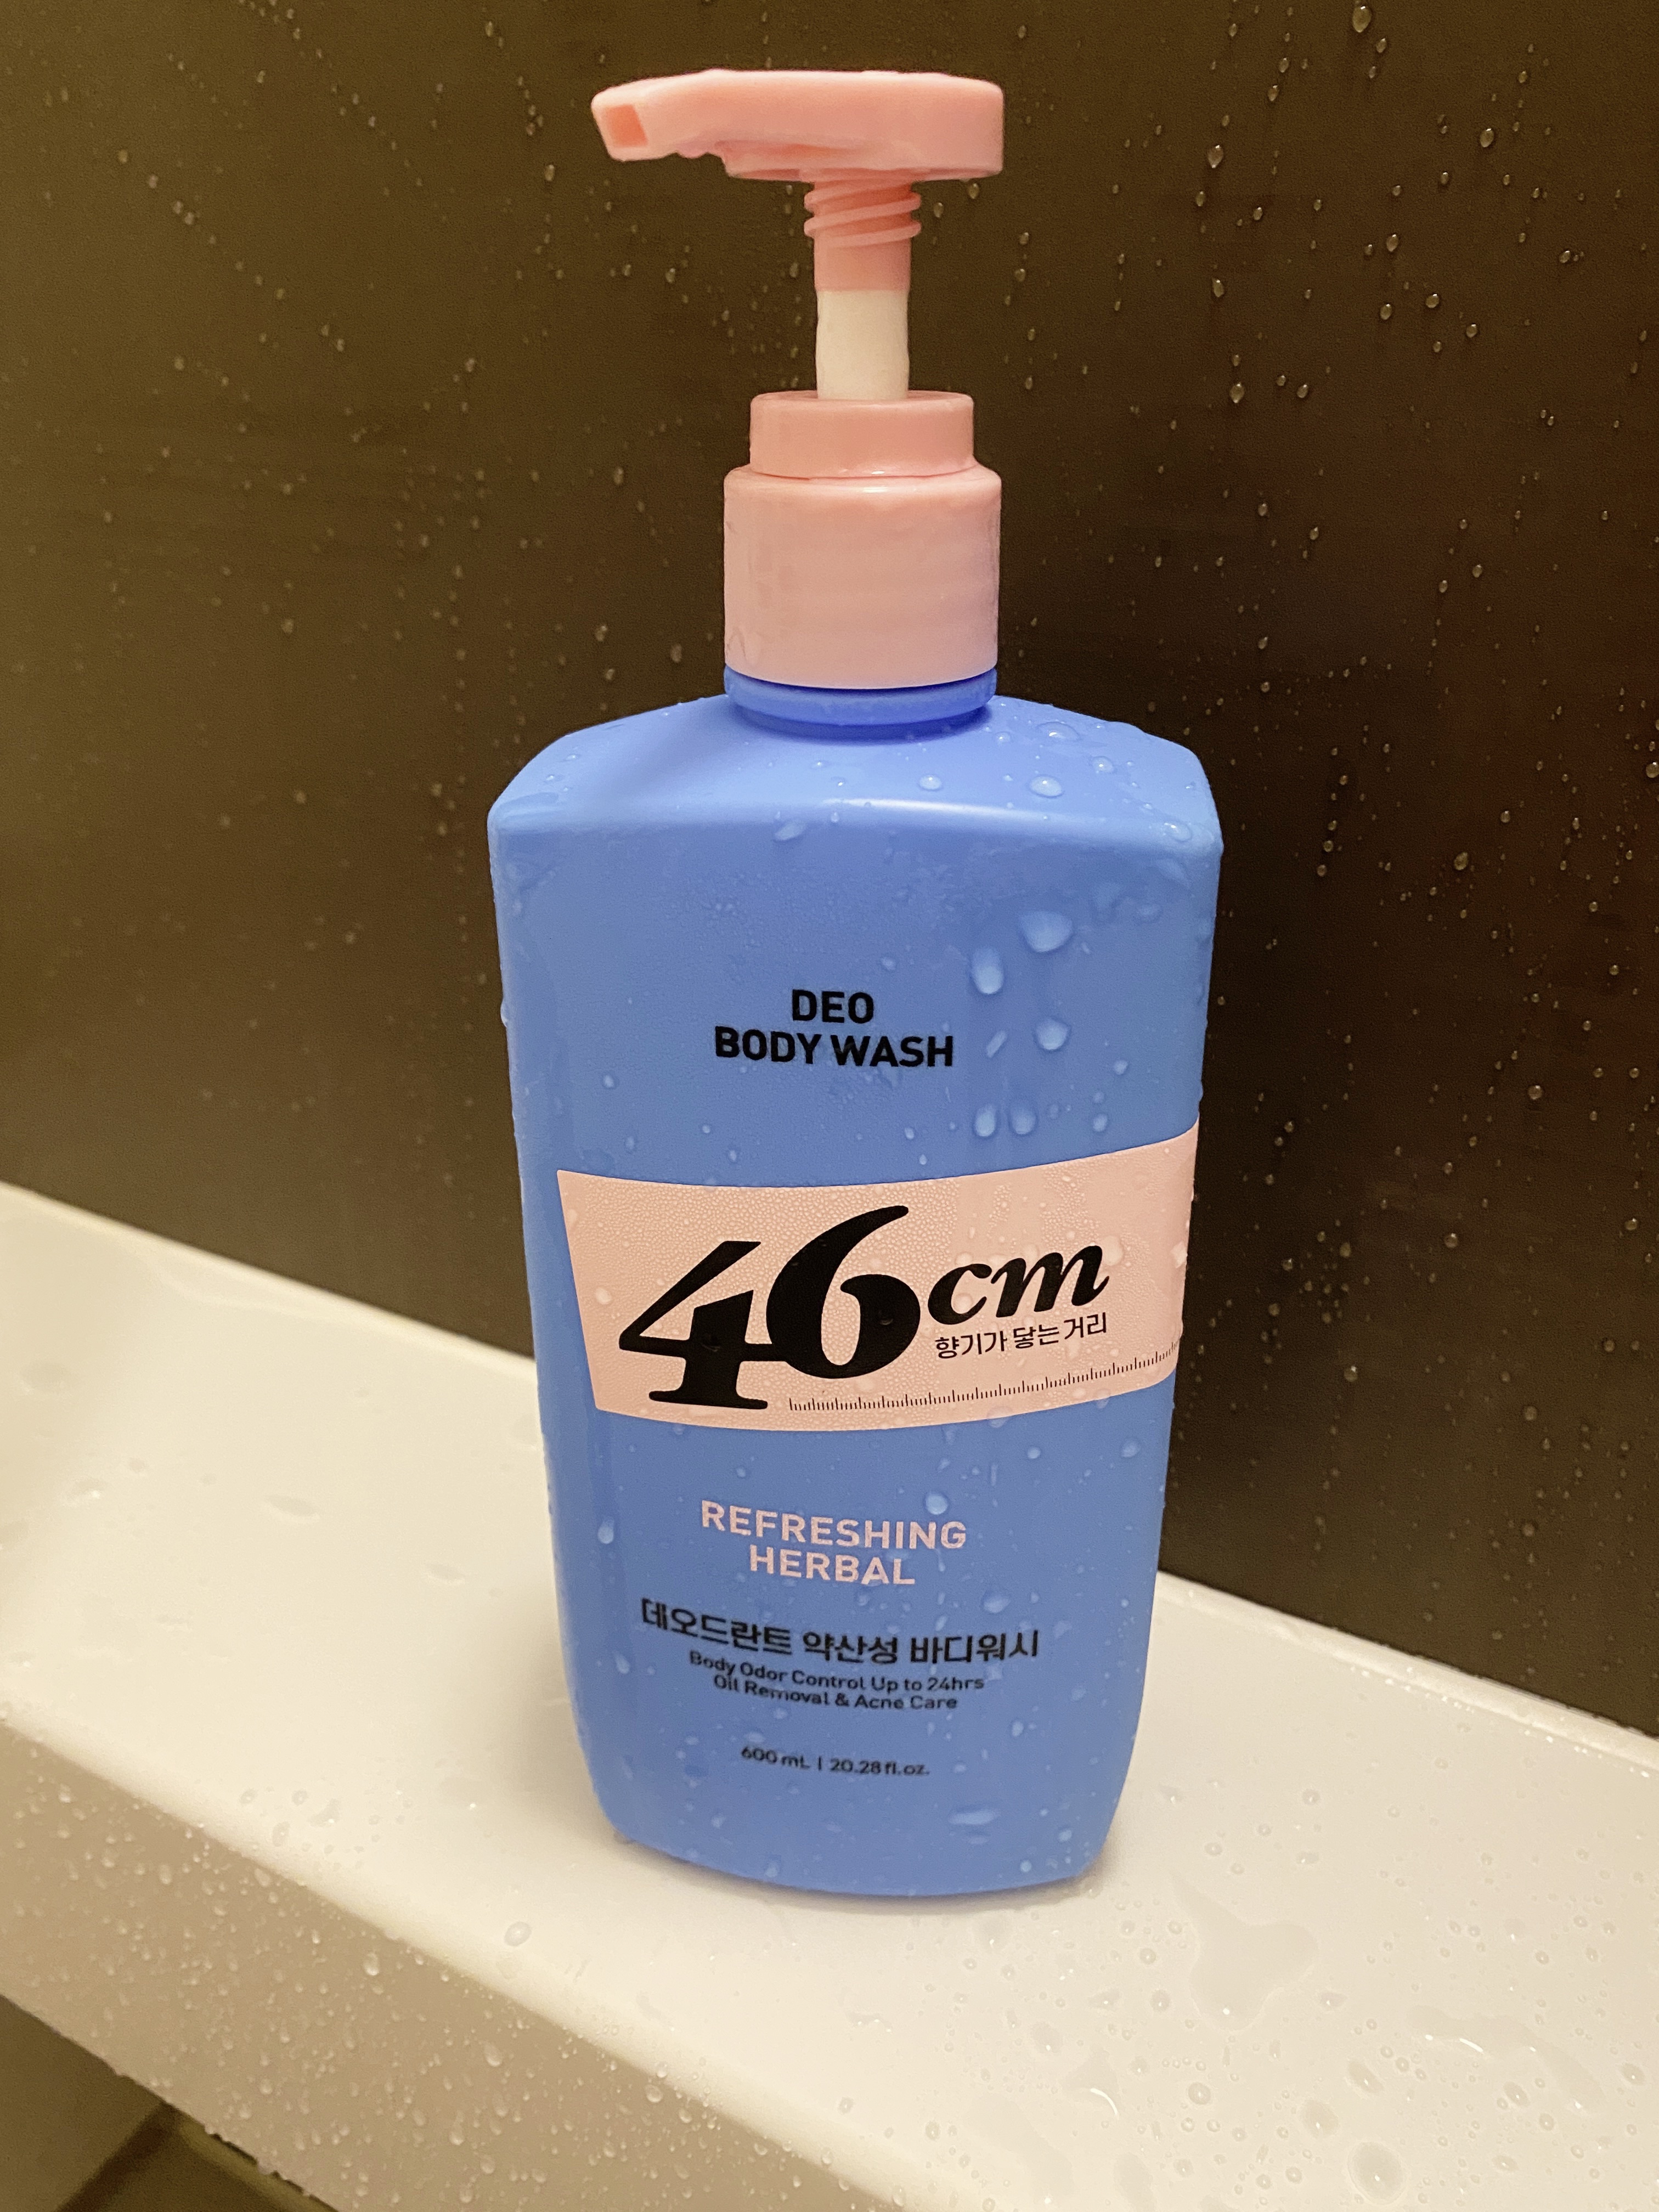 DEO
BODY WASH
46cm
향기가 닿는 거리
REFRESHING
HERBAL
데오드란트 약산성 바디워시
Body Odor Control Up to 24hrs
Oil Removal & Acne Care
600 mL | 20.28 fl.oz.